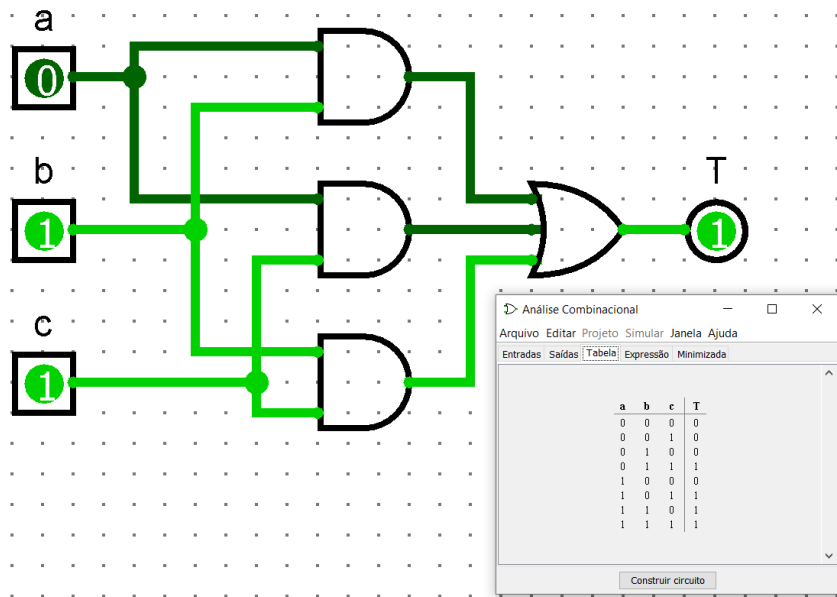 a
0
b
1
T
1
c
1
Análise Combinacional
Arquivo Editar Projeto Simular Janela Ajuda
Entradas Saídas Tabela Expressão Minimizada
a b c T
0 0 0 0
0 0 1 0
0 1 0 0
0 1 1 1
1 0 0 0
1 0 1 1
1 1 0 1
1 1 1 1
Construir circuito